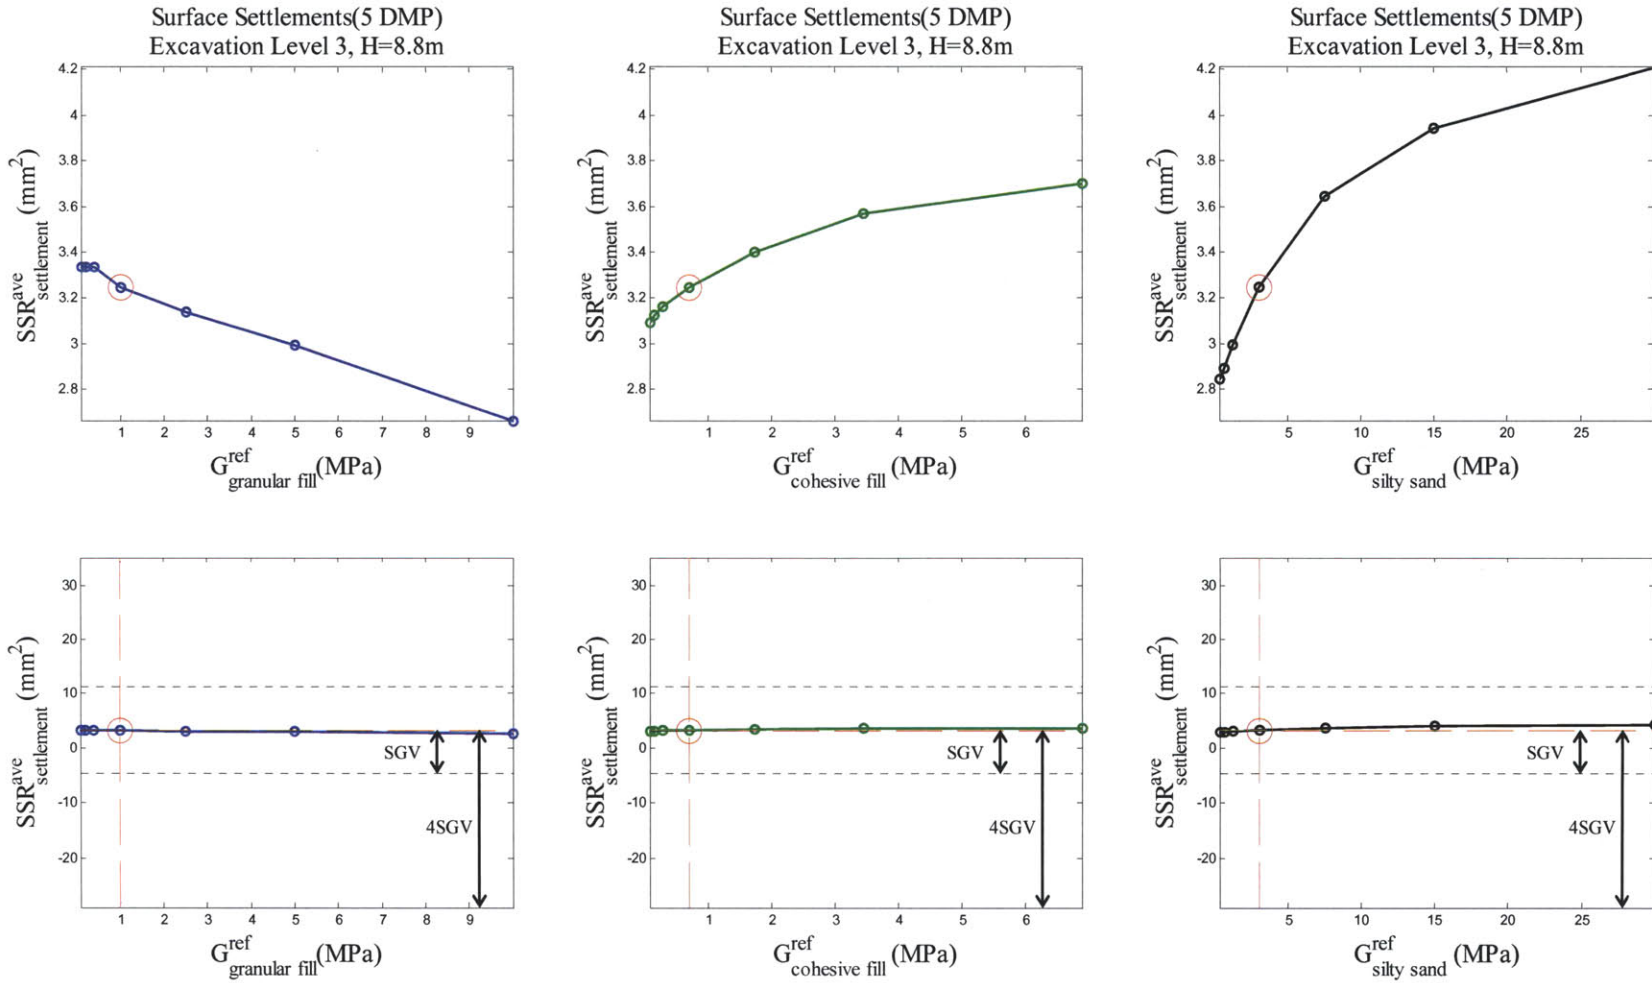 Surface Settlements(5 DMP)
Excavation Level 3, H=8.8m
4.2
4
3.8
3.6
3.4
3.2
3
2.8
SSR^ave_settlement (mm^2)
1 2 3 4 5 6 7 8 9
G^ref_granular fill(MPa)
Surface Settlements(5 DMP)
Excavation Level 3, H=8.8m
4.2
4
3.8
3.6
3.4
3.2
3
2.8
SSR^ave_settlement (mm^2)
1 2 3 4 5 6
G^ref_cohesive fill (MPa)
Surface Settlements(5 DMP)
Excavation Level 3, H=8.8m
4.2
4
3.8
3.6
3.4
3.2
3
2.8
SSR^ave_settlement (mm^2)
5 10 15 20 25
G^ref_silty sand (MPa)
30
20
10
0
-10
-20
SSR^ave_settlement (mm^2)
SGV
4SGV
1 2 3 4 5 6 7 8 9
G^ref_granular fill(MPa)
30
20
10
0
-10
-20
SSR^ave_settlement (mm^2)
SGV
4SGV
1 2 3 4 5 6
G^ref_cohesive fill (MPa)
30
20
10
0
-10
-20
SSR^ave_settlement (mm^2)
SGV
4SGV
5 10 15 20 25
G^ref_silty sand (MPa)